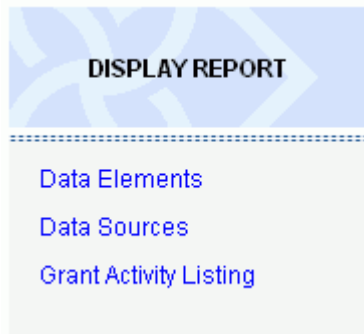 DISPLAY REPORT
Data Elements
Data Sources
Grant Activity Listing